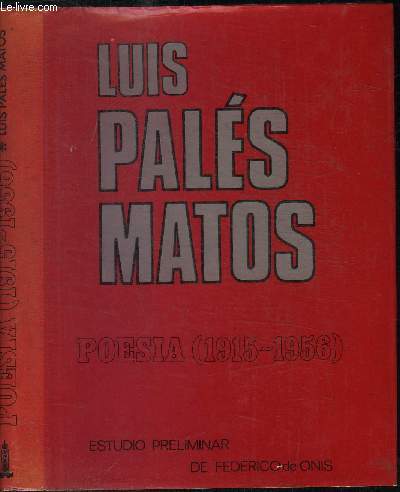 LE-LIVRE.COM
LUIS
PALÉS
MATOS
POESIA (1915-1956)
ESTUDIO PRELIMINAR
DE FEDERICO de ONIS
POESIA (1915-1956) * LUIS PALES MATOS